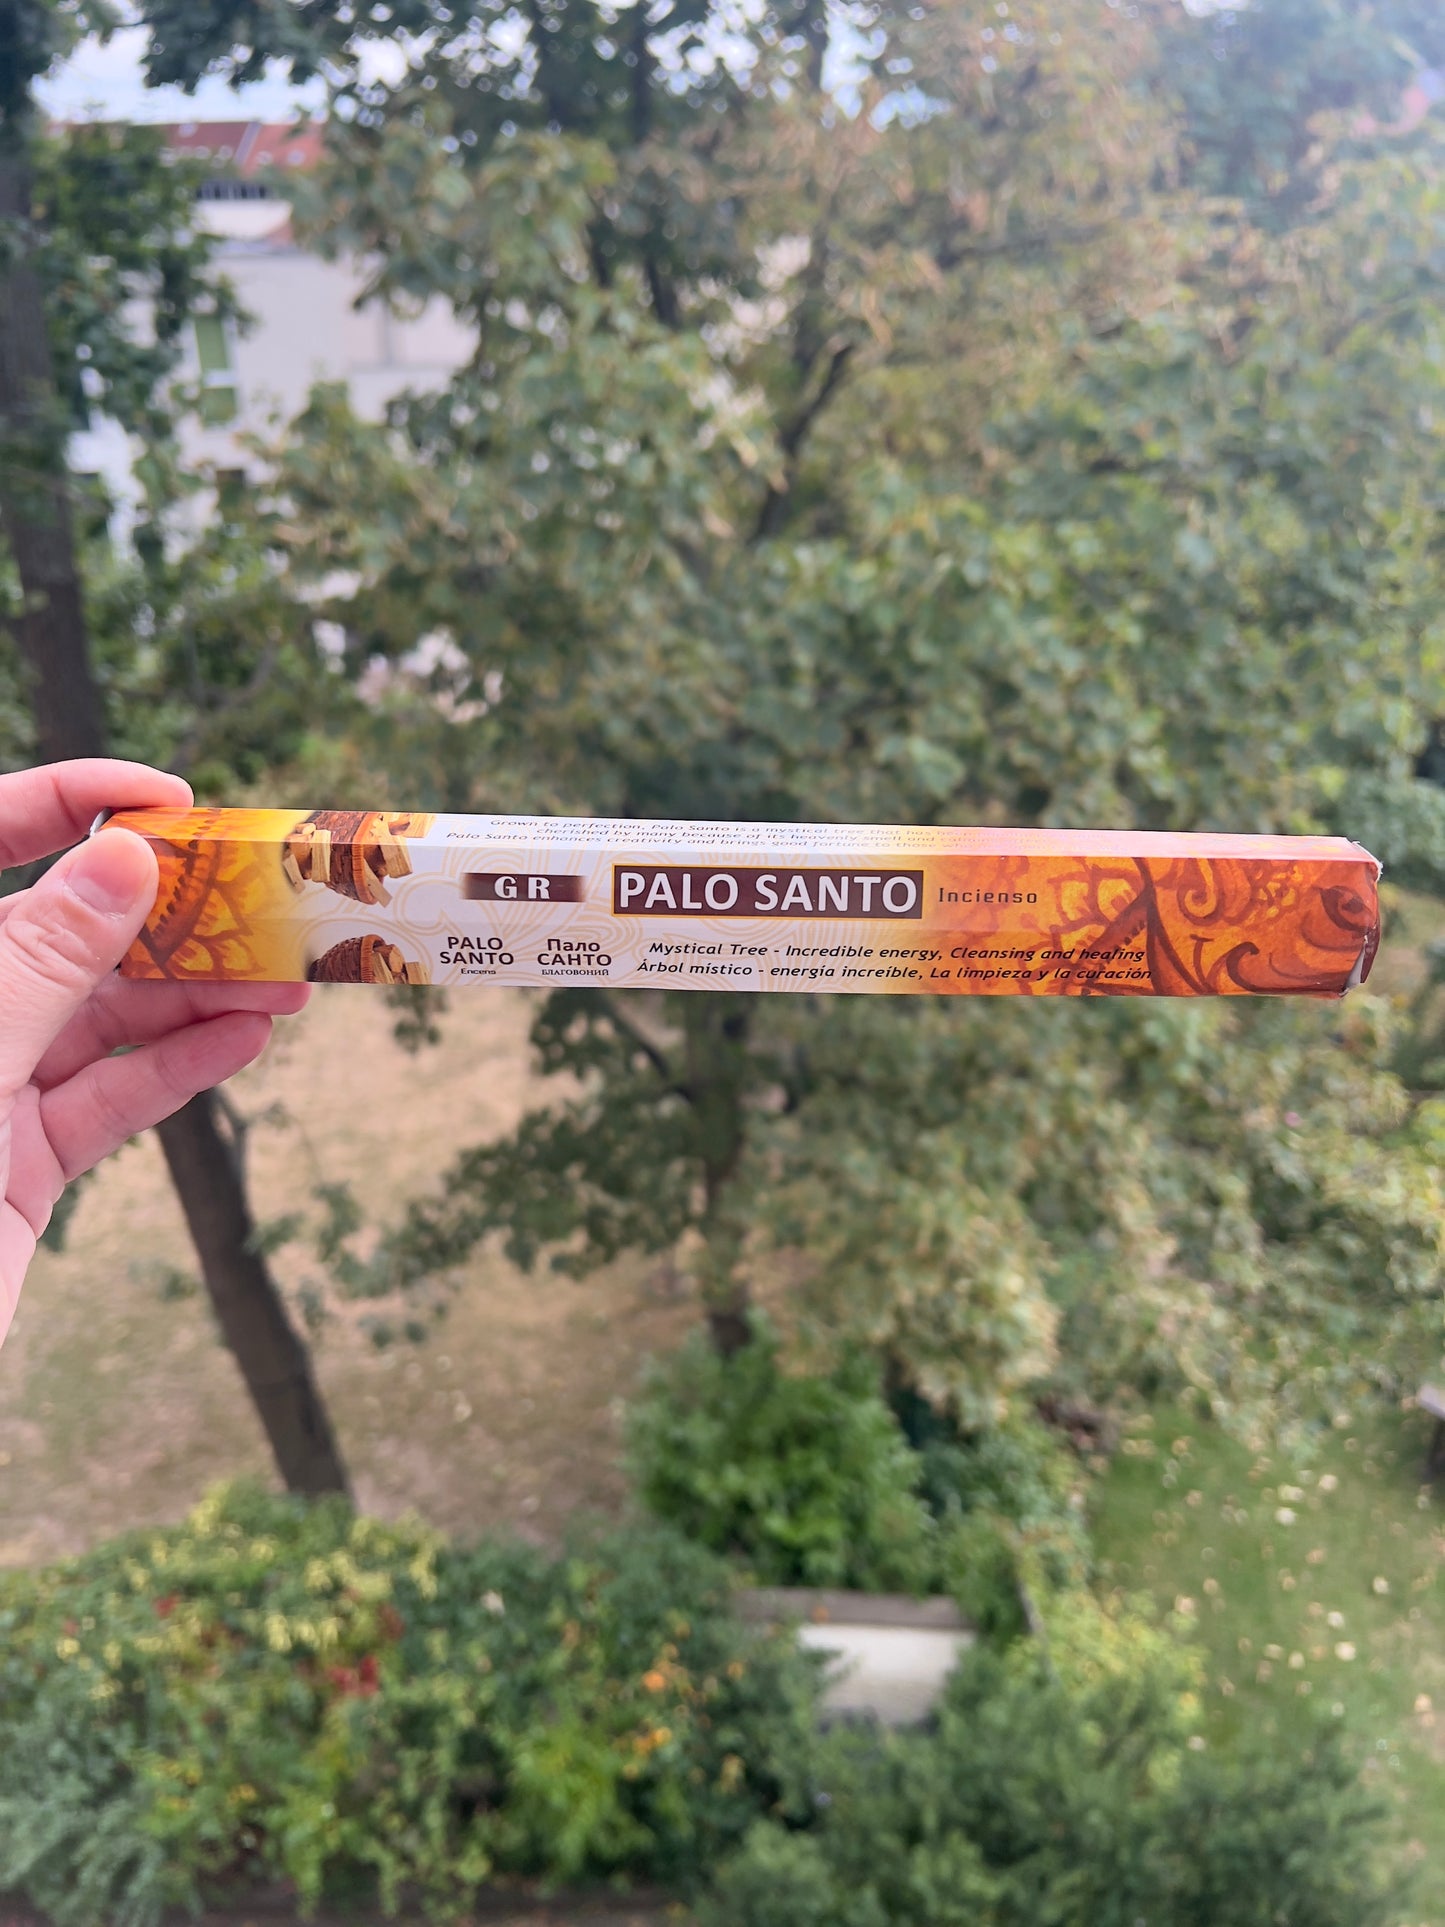 Grown to perfection, Palo Santo is a mystical tree that has
cherished by many because of its heavenly smell and
Palo Santo enhances creativity and brings good fortune to those
GR
PALO SANTO
Incienso
PALO
SANTO
Encens
Пало
САНТО
БЛАГОВОНИЙ
Mystical Tree - Incredible energy, Cleansing and healing
Árbol místico - energía increíble, La limpieza y la curación